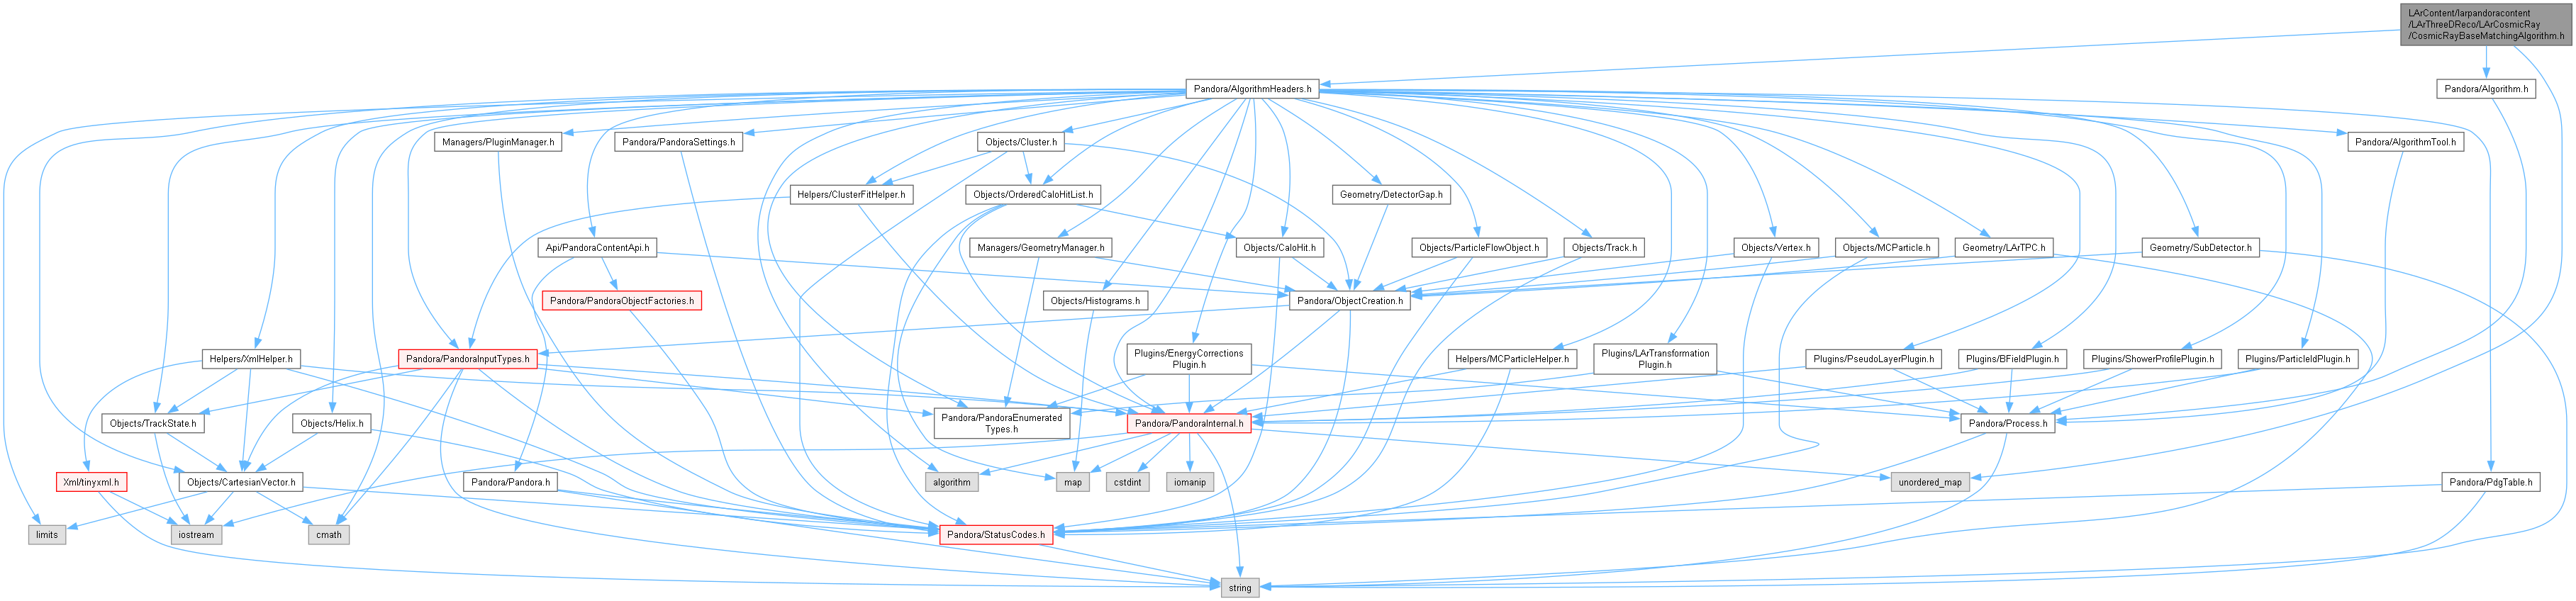 LArContent/larpandoracontent
/LArThreeDReco/LArCosmicRay
/CosmicRayBaseMatchingAlgorithm.h
Pandora/AlgorithmHeaders.h
Pandora/Algorithm.h
Managers/PluginManager.h
Pandora/PandoraSettings.h
Objects/Cluster.h
Pandora/AlgorithmTool.h
Helpers/ClusterFitHelper.h
Objects/OrderedCaloHitList.h
Geometry/DetectorGap.h
Api/PandoraContentApi.h
Managers/GeometryManager.h
Objects/CaloHit.h
Objects/ParticleFlowObject.h
Objects/Track.h
Objects/Vertex.h
Objects/MCParticle.h
Geometry/LArTPC.h
Geometry/SubDetector.h
Pandora/PandoraObjectFactories.h
Objects/Histograms.h
Pandora/ObjectCreation.h
Helpers/XmlHelper.h
Pandora/PandoraInputTypes.h
Plugins/EnergyCorrections
Plugin.h
Helpers/MCParticleHelper.h
Plugins/LArTransformation
Plugin.h
Plugins/PseudoLayerPlugin.h
Plugins/BFieldPlugin.h
Plugins/ShowerProfilePlugin.h
Plugins/ParticleIdPlugin.h
Objects/TrackState.h
Objects/Helix.h
Pandora/PandoraEnumerated
Types.h
Pandora/PandoraInternal.h
Pandora/Process.h
Xml/tinyxml.h
Objects/CartesianVector.h
Pandora/Pandora.h
algorithm
map
cstdint
iomanip
unordered_map
Pandora/PdgTable.h
limits
iostream
cmath
Pandora/StatusCodes.h
string